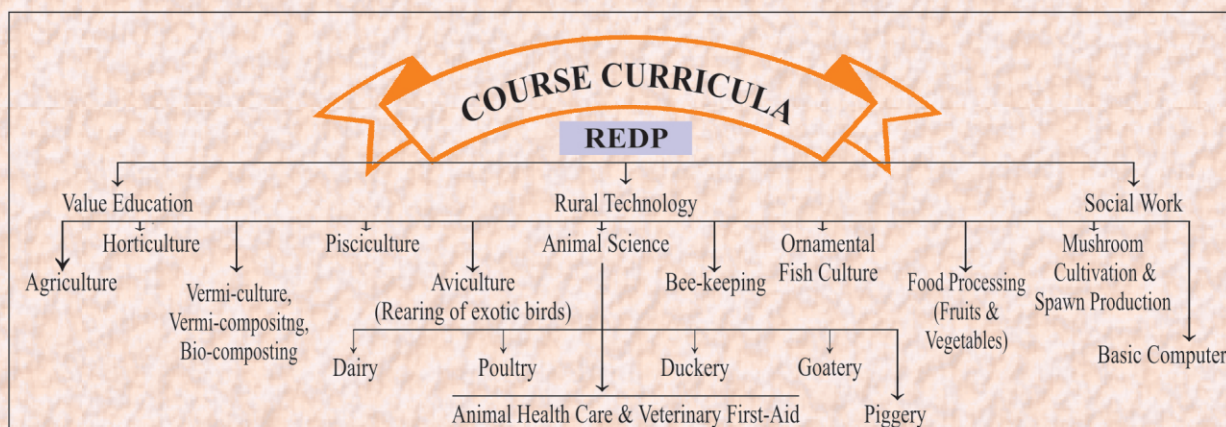 COURSE CURRICULA
REDP
Value Education
Rural Technology
Social Work
Horticulture
Pisciculture
Animal Science
Ornamental
Fish Culture
Mushroom
Cultivation &
Spawn Production
Agriculture
Vermi-culture,
Vermi-compositng,
Bio-composting
Aviculture
(Rearing of exotic birds)
Bee-keeping
Food Processing
(Fruits &
Vegetables)
Basic Computer
Dairy
Poultry
Duckery
Goatery
Animal Health Care & Veterinary First-Aid
Piggery